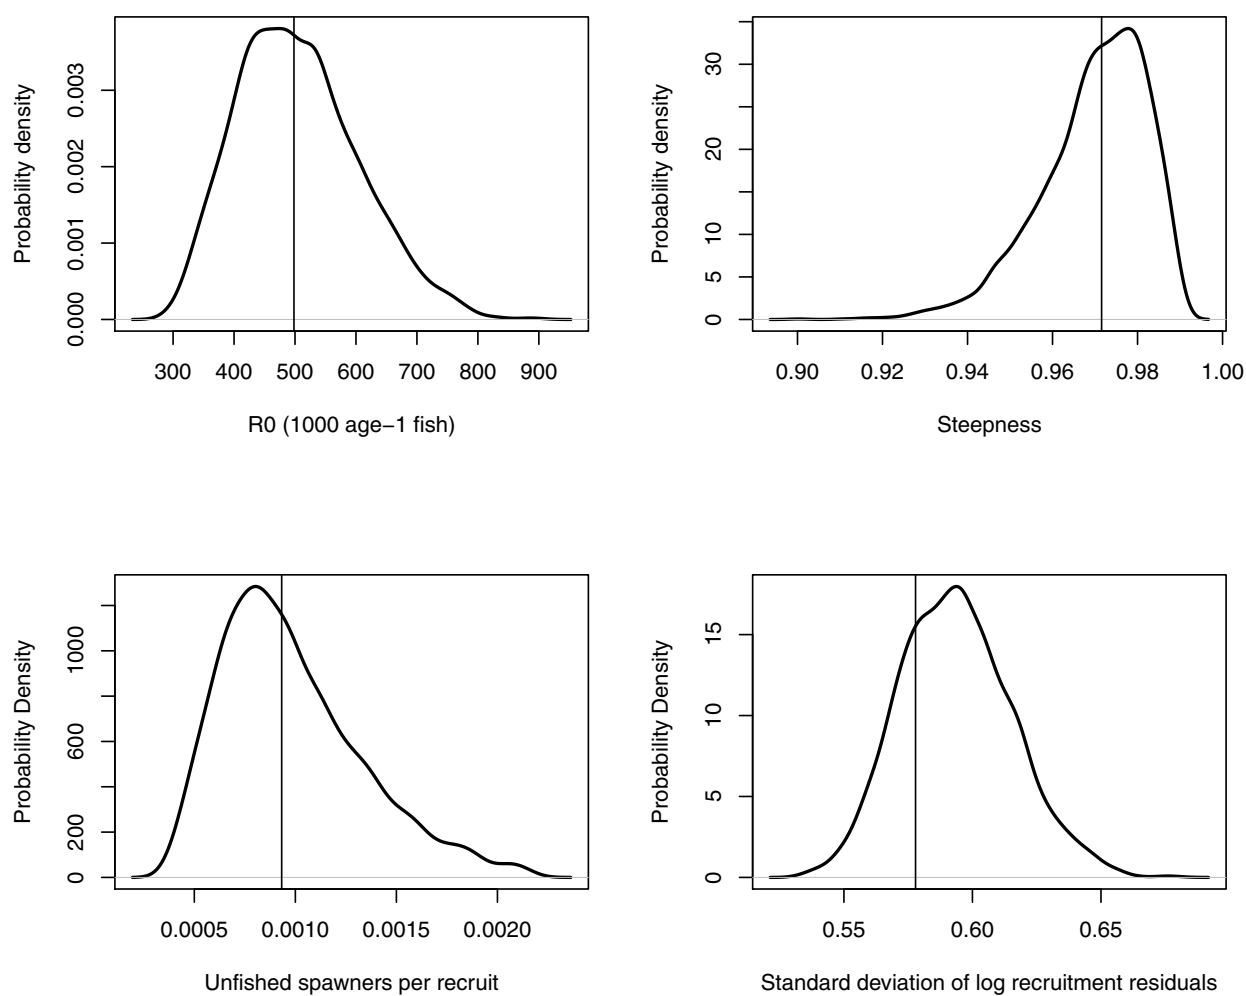 Probability density
0.000 0.001 0.002 0.003
300 400 500 600 700 800 900
R0 (1000 age−1 fish)
Probability density
0 5 10 20 30
0.90 0.92 0.94 0.96 0.98 1.00
Steepness
Probability Density
0 200 600 1000
0.0005 0.0010 0.0015 0.0020
Unfished spawners per recruit
Probability Density
0 5 10 15
0.55 0.60 0.65
Standard deviation of log recruitment residuals